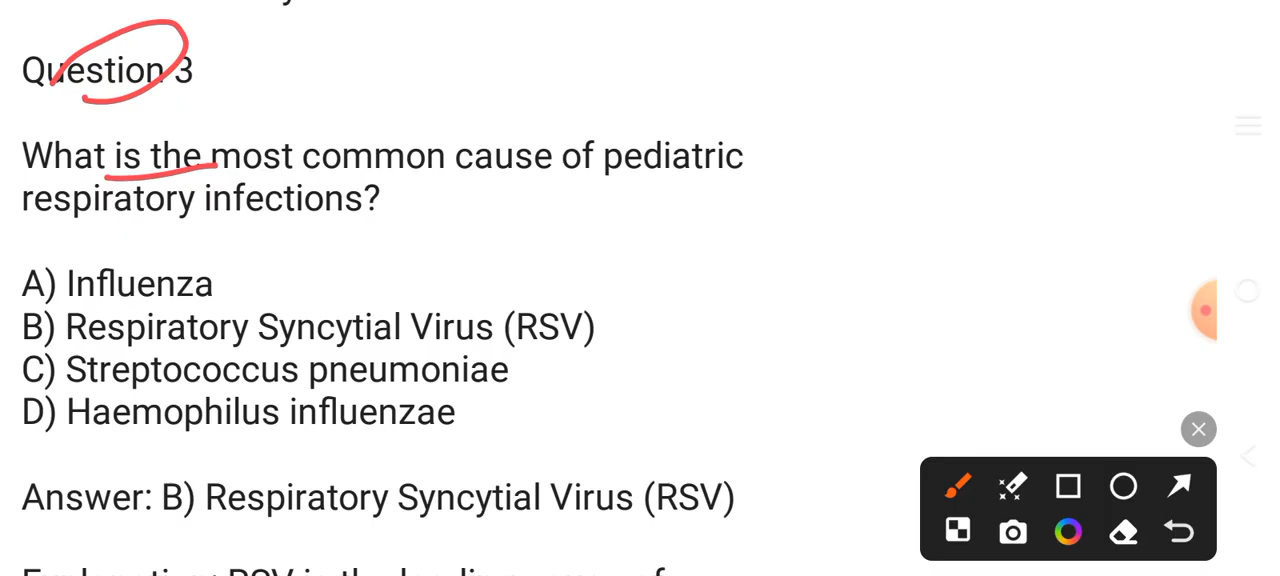 Question 3
What is the most common cause of pediatric
respiratory infections?
A) Influenza
B) Respiratory Syncytial Virus (RSV)
C) Streptococcus pneumoniae
D) Haemophilus influenzae
Answer: B) Respiratory Syncytial Virus (RSV)